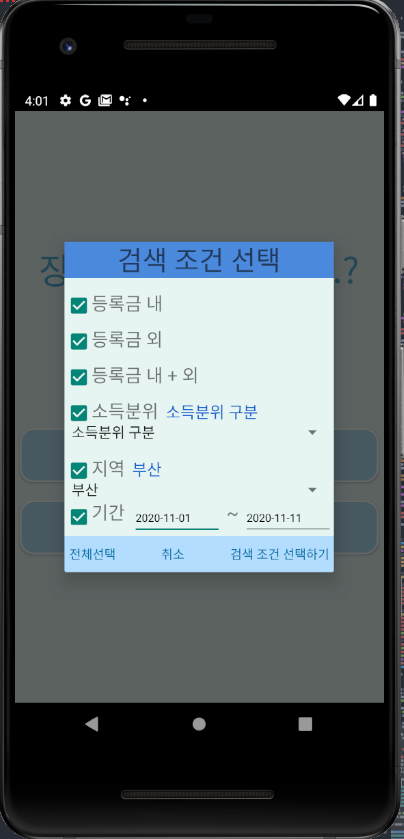 4:01
장 .?
검색 조건 선택
등록금 내
등록금 외
등록금 내 + 외
소득분위 소득분위 구분
소득분위 구분
지역 부산
부산
기간 2020-11-01 ~ 2020-11-11
전체선택 취소 검색 조건 선택하기